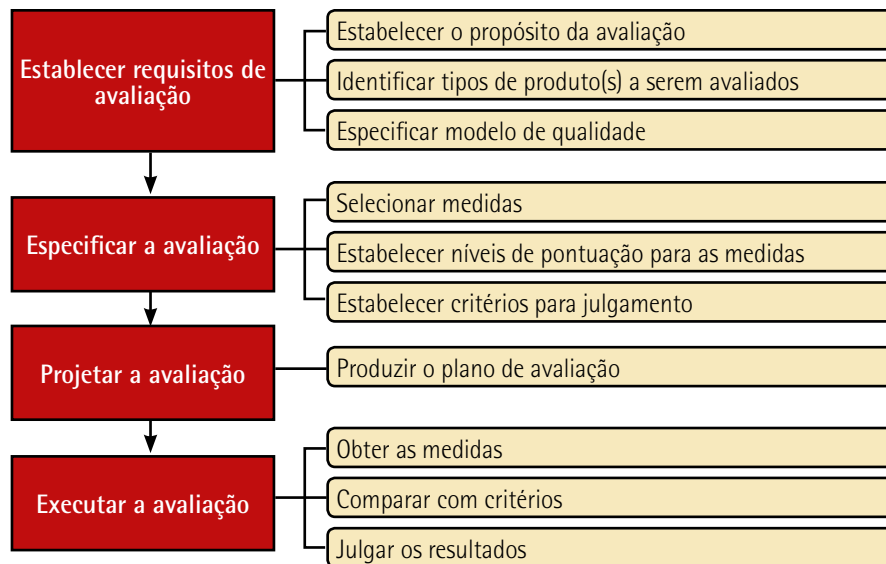 Establecer requisitos de
avaliação
Estabelecer o propósito da avaliação
Identificar tipos de produto(s) a serem avaliados
Especificar modelo de qualidade
Especificar a avaliação
Selecionar medidas
Estabelecer níveis de pontuação para as medidas
Estabelecer critérios para julgamento
Projetar a avaliação
Produzir o plano de avaliação
Executar a avaliação
Obter as medidas
Comparar com critérios
Julgar os resultados